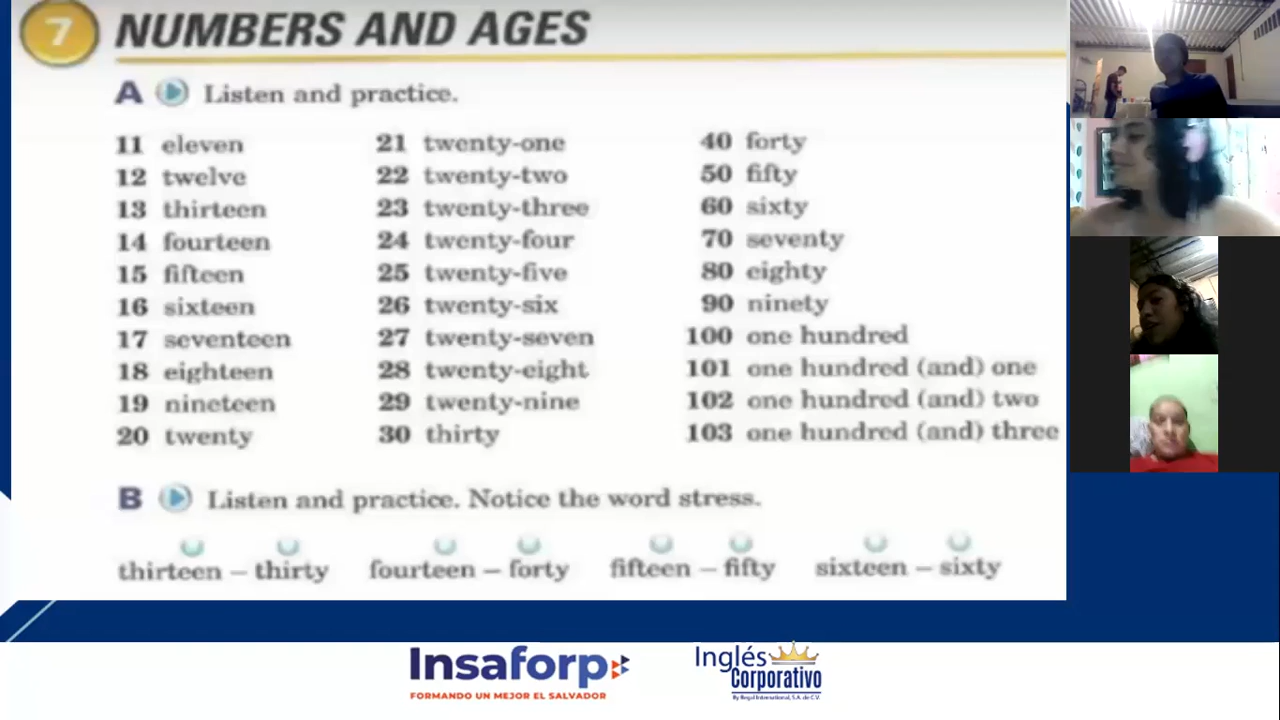 7 NUMBERS AND AGES
A Listen and practice.
11 eleven
12 twelve
13 thirteen
14 fourteen
15 fifteen
16 sixteen
17 seventeen
18 eighteen
19 nineteen
20 twenty
21 twenty-one
22 twenty-two
23 twenty-three
24 twenty-four
25 twenty-five
26 twenty-six
27 twenty-seven
28 twenty-eight
29 twenty-nine
30 thirty
40 forty
50 fifty
60 sixty
70 seventy
80 eighty
90 ninety
100 one hundred
101 one hundred (and) one
102 one hundred (and) two
103 one hundred (and) three
B Listen and practice. Notice the word stress.
thirteen – thirty fourteen – forty fifteen – fifty sixteen – sixty
Insaforp
FORMANDO UN MEJOR EL SALVADOR
Inglés
Corporativo
By Regal International, S.A. de C.V.